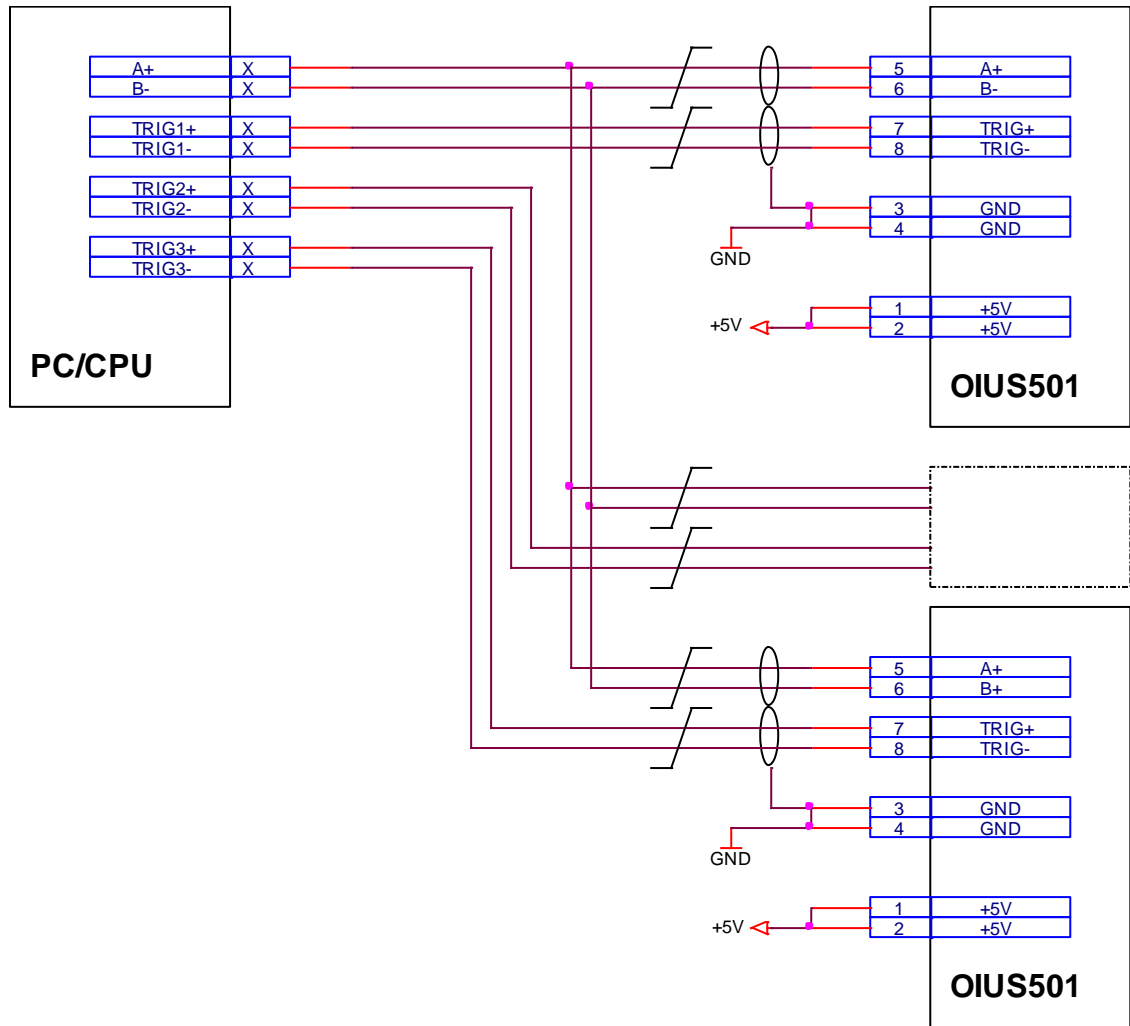 A+ X
B- X
TRIG1+ X
TRIG1- X
TRIG2+ X
TRIG2- X
TRIG3+ X
TRIG3- X
PC/CPU
5 A+
6 B-
7 TRIG+
8 TRIG-
3 GND
4 GND
GND
1 +5V
2 +5V
+5V
OIUS501
5 A+
6 B+
7 TRIG+
8 TRIG-
3 GND
4 GND
GND
1 +5V
2 +5V
+5V
OIUS501